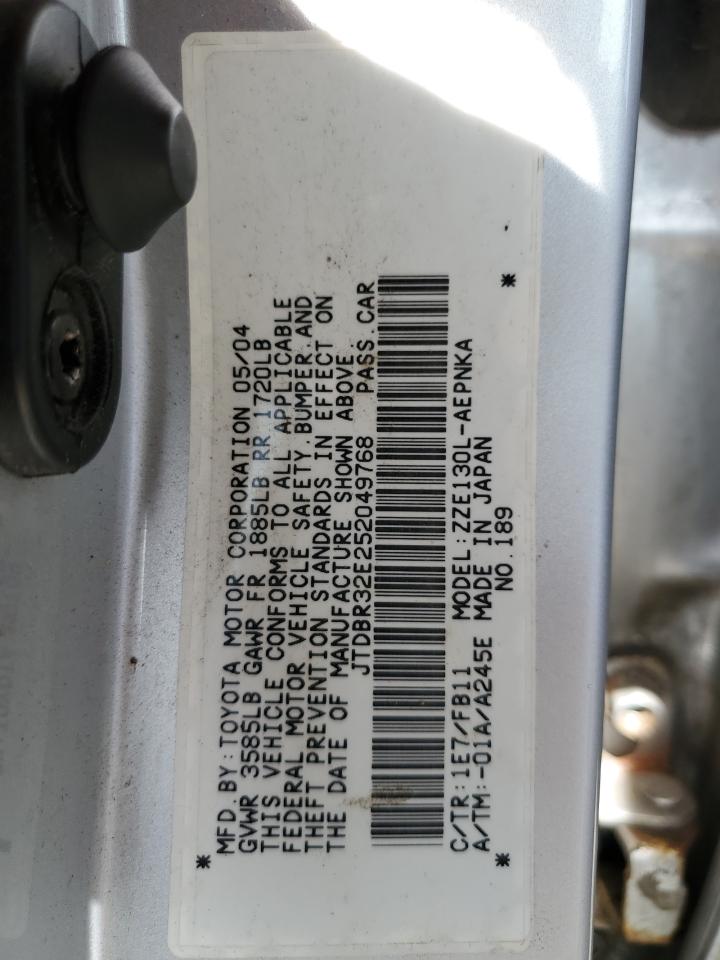 MFD.BY:TOYOTA MOTOR CORPORATION 05/04
GVWR 3585LB GAWR FR 1885LB RR 1720LB
THIS VEHICLE CONFORMS TO ALL APPLICABLE
FEDERAL MOTOR VEHICLE SAFETY.BUMPER.AND
THEFT PREVENTION STANDARDS IN EFFECT ON
THE DATE OF MANUFACTURE SHOWN ABOVE.
JTDBR32E252049768 PASS.CAR
C/TR:1E7/FB11 MODEL:ZZE130L-AEPNKA
A/TM:-01A/A245E MADE IN JAPAN
* NO.189 *